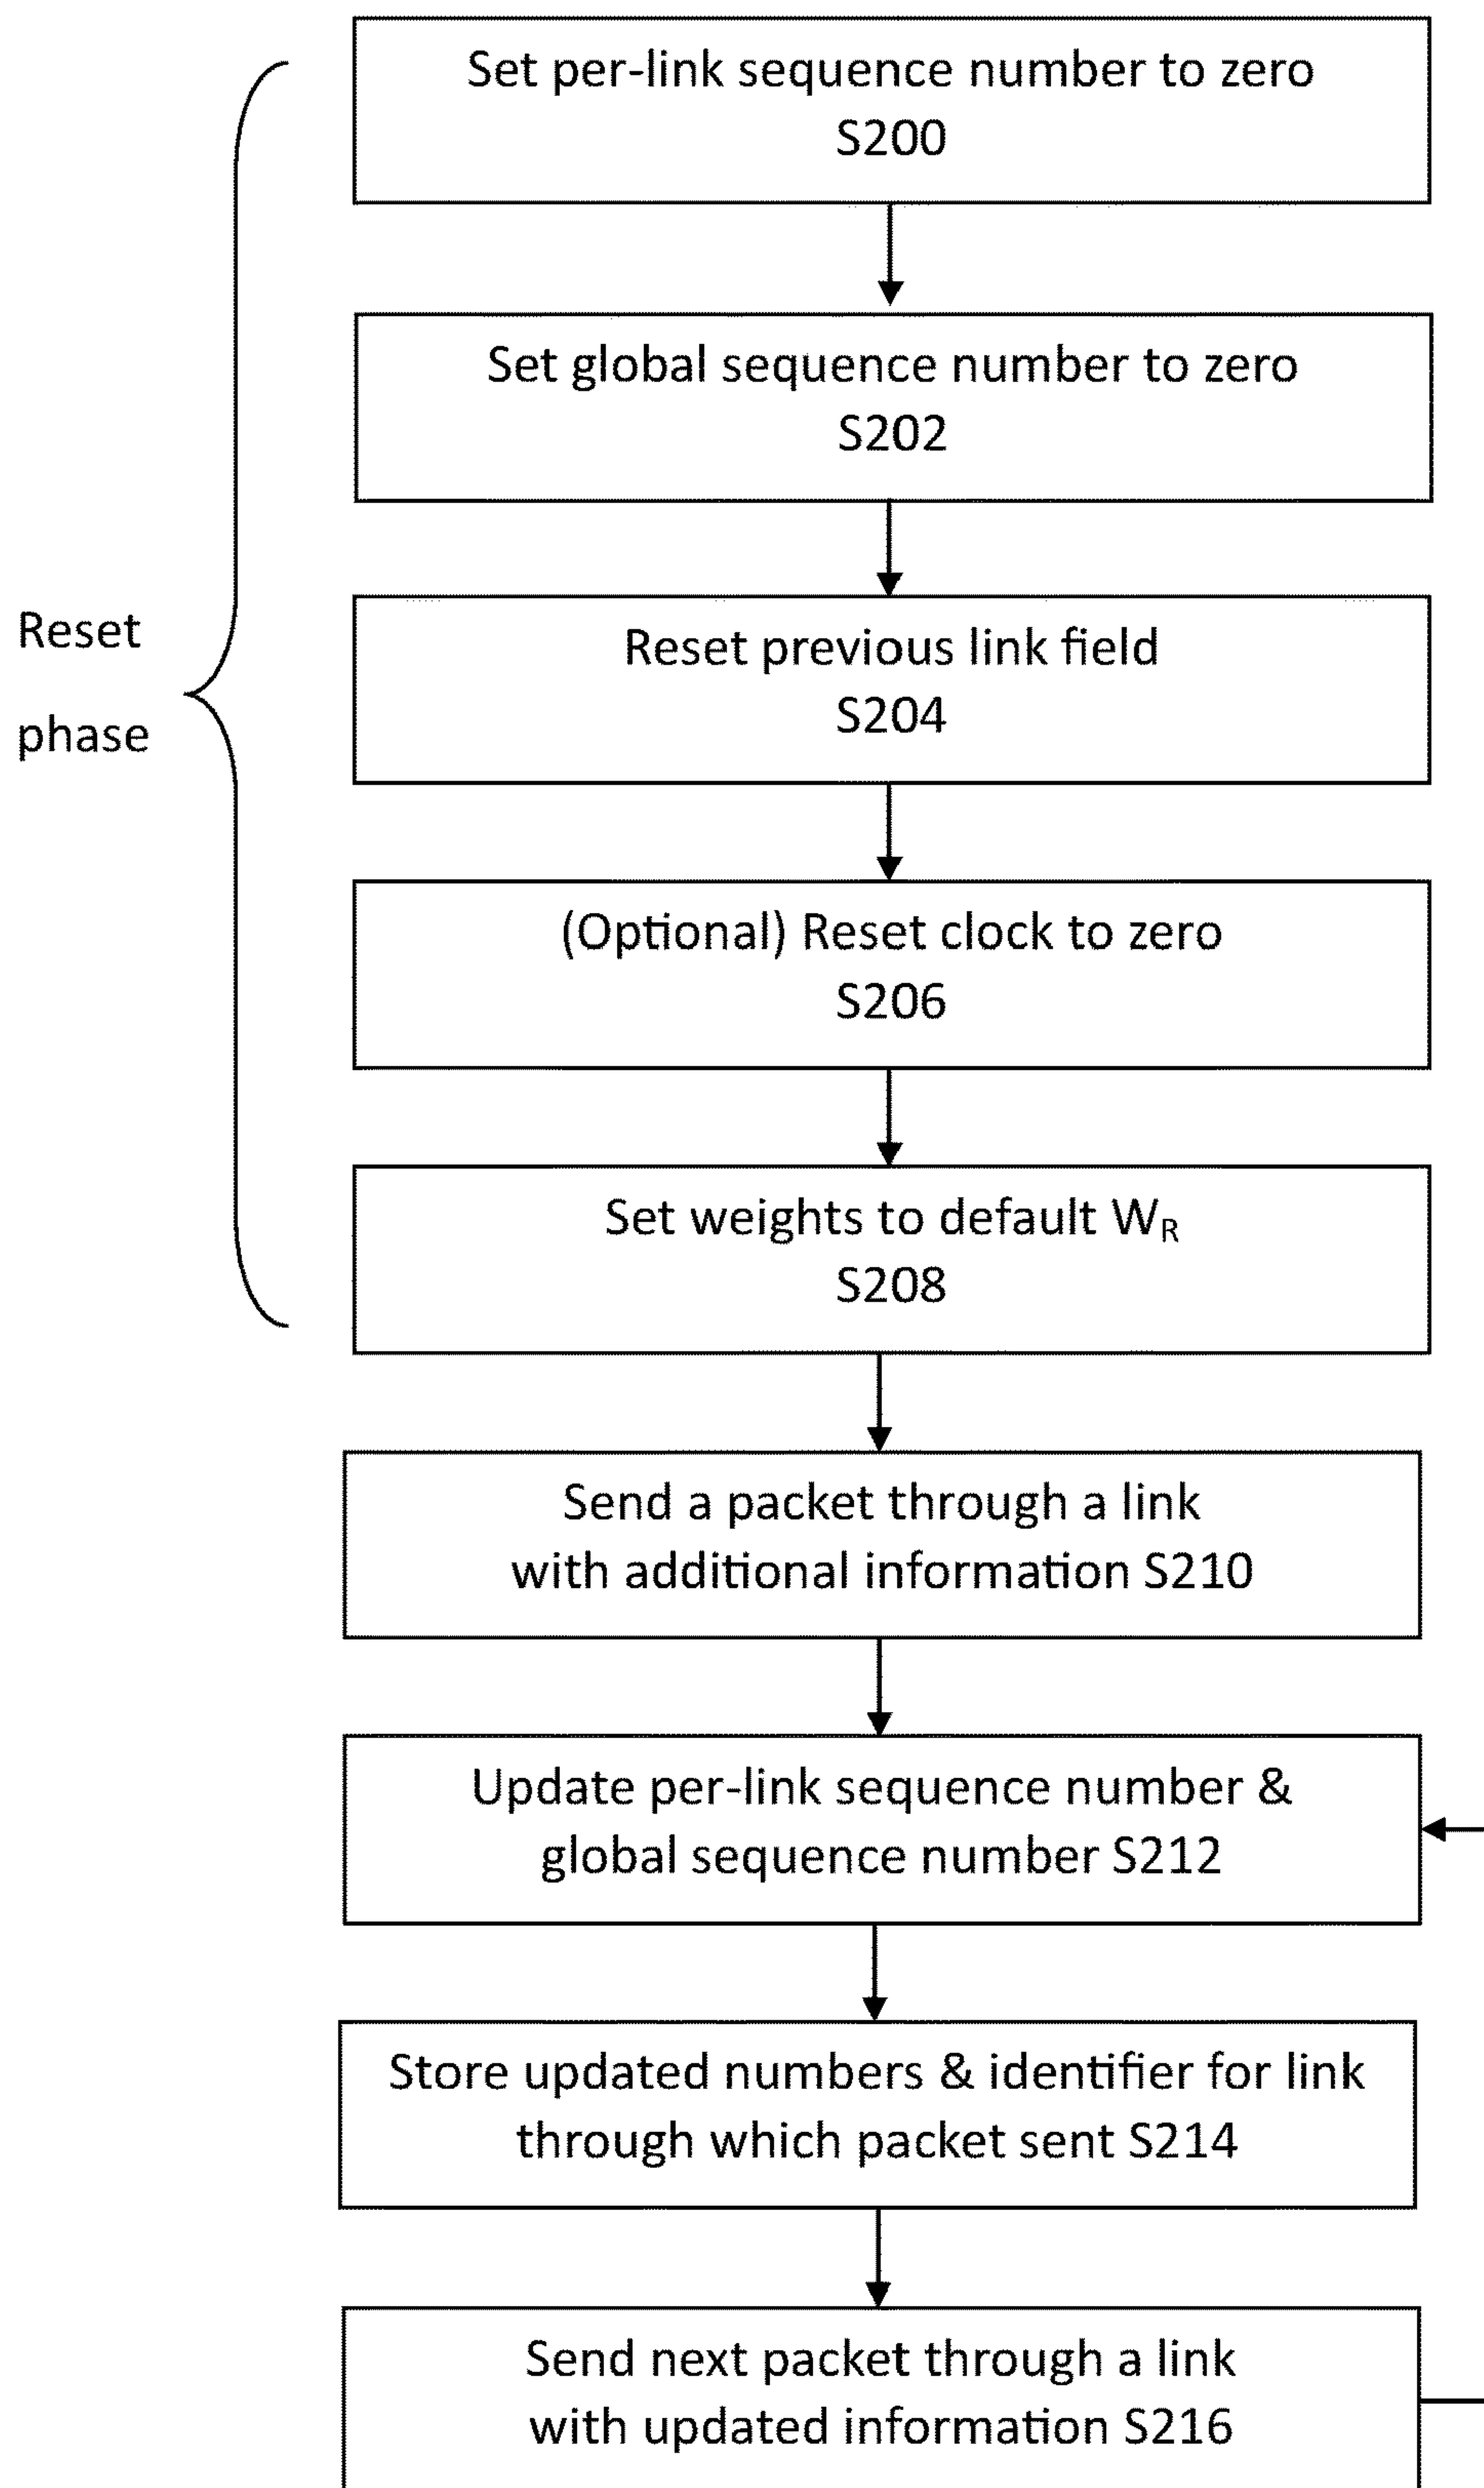 Set per-link sequence number to zero
S200
Set global sequence number to zero
S202
Reset previous link field
S204
Reset
phase
(Optional) Reset clock to zero
S206
Set weights to default WR
S208
Send a packet through a link
with additional information S210
Update per-link sequence number &
global sequence number S212
Store updated numbers & identifier for link
through which packet sent S214
Send next packet through a link
with updated information S216